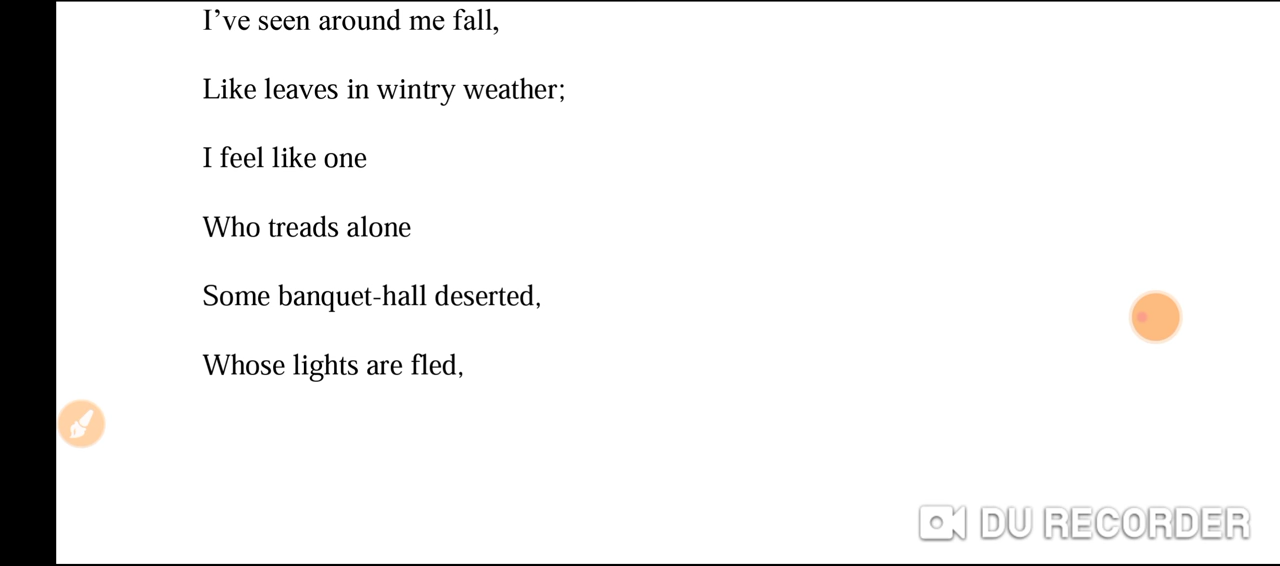 I’ve seen around me fall,
Like leaves in wintry weather;
I feel like one
Who treads alone
Some banquet-hall deserted,
Whose lights are fled,
DU RECORDER